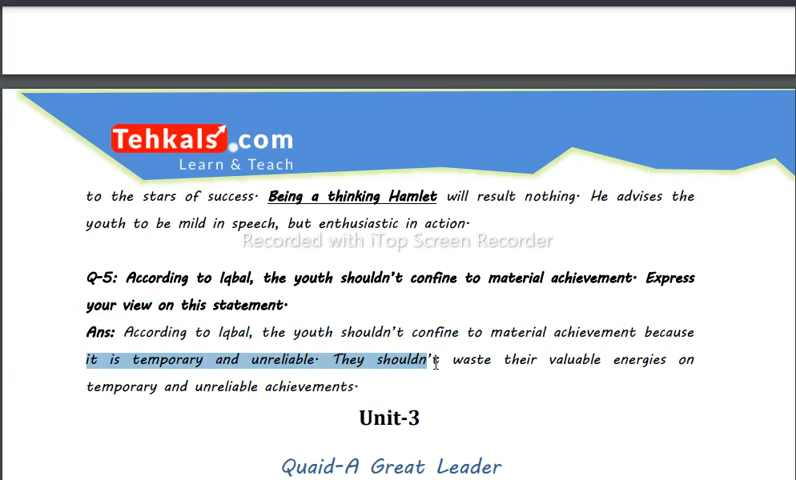 Tehkals.com
Learn & Teach
to the stars of success. Being a thinking Hamlet will result nothing. He advises the
youth to be mild in speech, but enthusiastic in action.
Recorded with iTop Screen Recorder
Q-5: According to Iqbal, the youth shouldn't confine to material achievement. Express
your view on this statement.
Ans: According to Iqbal, the youth shouldn't confine to material achievement because
it is temporary and unreliable. They shouldn't waste their valuable energies on
temporary and unreliable achievements.
Unit-3
Quaid-A Great Leader